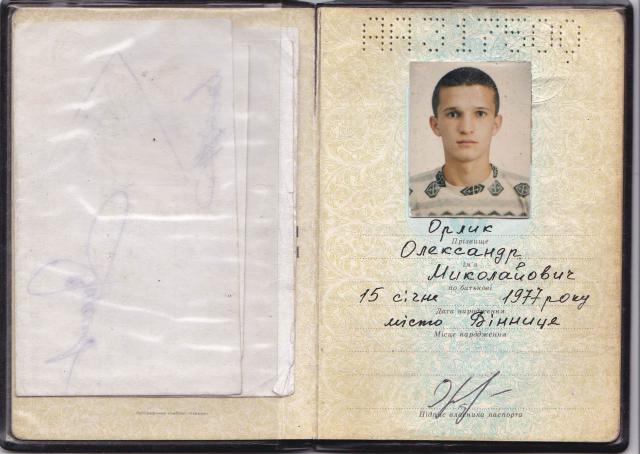 Орлик
Прізвище
Олександр
Ім'я
Миколайович
по батькові
15 січня 1977 року
Дата народження
місто Вінниця
Місце народження
Підпис власника паспорта